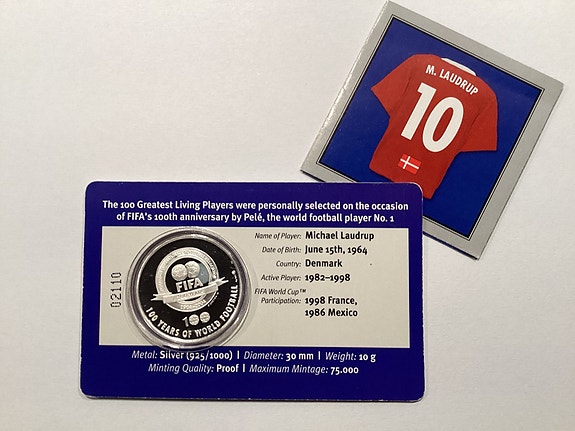 M. LAUDRUP
10
The 100 Greatest Living Players were personally selected on the occasion
of FIFA's 100th anniversary by Pelé, the world football player No. 1
Name of Player: Michael Laudrup
Date of Birth: June 15th, 1964
Country: Denmark
Active Player: 1982–1998
FIFA World Cup™
Participation: 1998 France,
1986 Mexico
02110
FIFA
100
100 YEARS OF WORLD FOOTBALL
Metal: Silver (925/1000) | Diameter: 30 mm | Weight: 10 g
Minting Quality: Proof | Maximum Mintage: 75.000